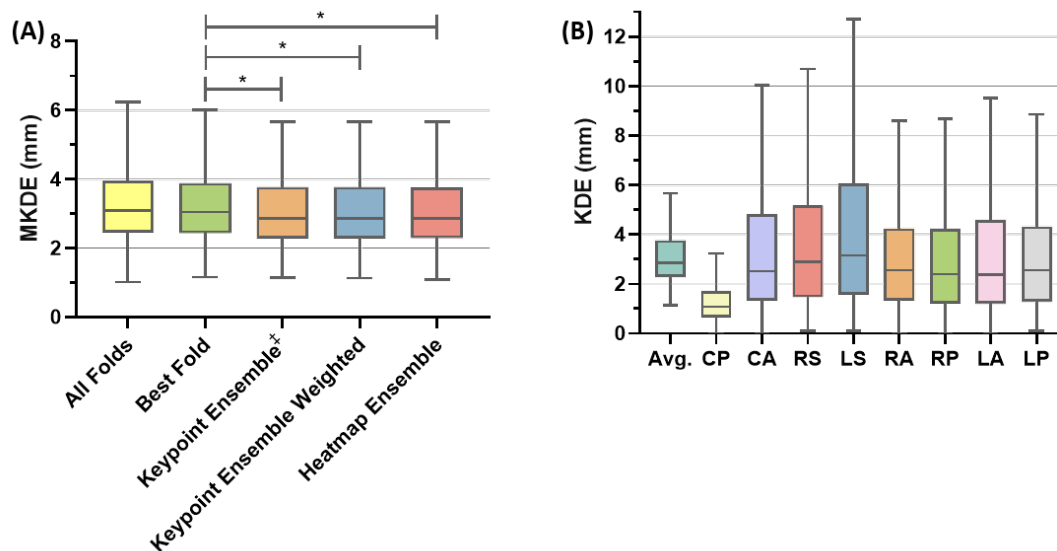 (A)
MKDE (mm)
8
6
4
2
0
*
*
*
All Folds
Best Fold
Keypoint Ensemble‡
Keypoint Ensemble Weighted
Heatmap Ensemble
(B)
KDE (mm)
12
10
8
6
4
2
0
Avg. CP CA RS LS RA RP LA LP